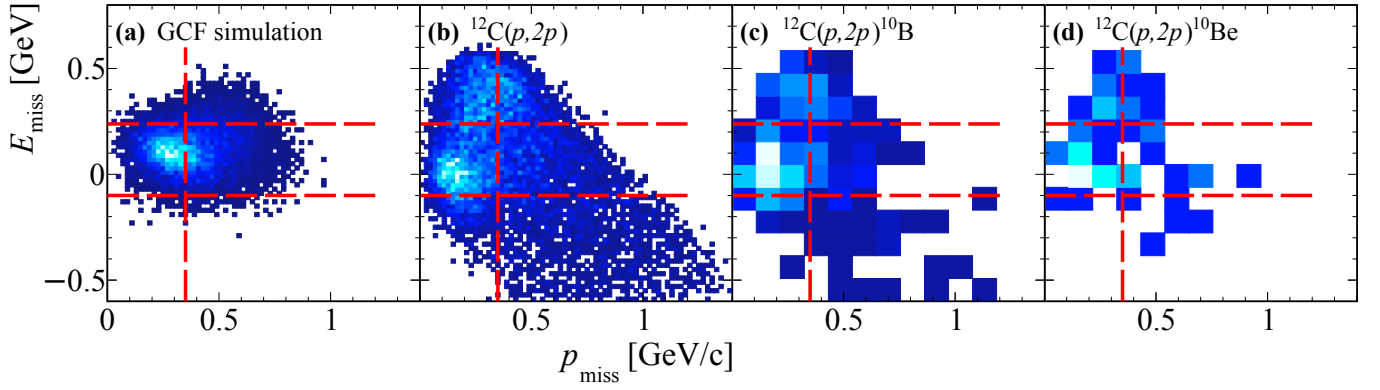 (a) GCF simulation
(b) ¹²C(p,2p)
(c) ¹²C(p,2p)¹⁰B
(d) ¹²C(p,2p)¹⁰Be
E_miss [GeV]
0.5
0
−0.5
0 0.5 1
0.5 1
0.5 1
0.5 1
p_miss [GeV/c]